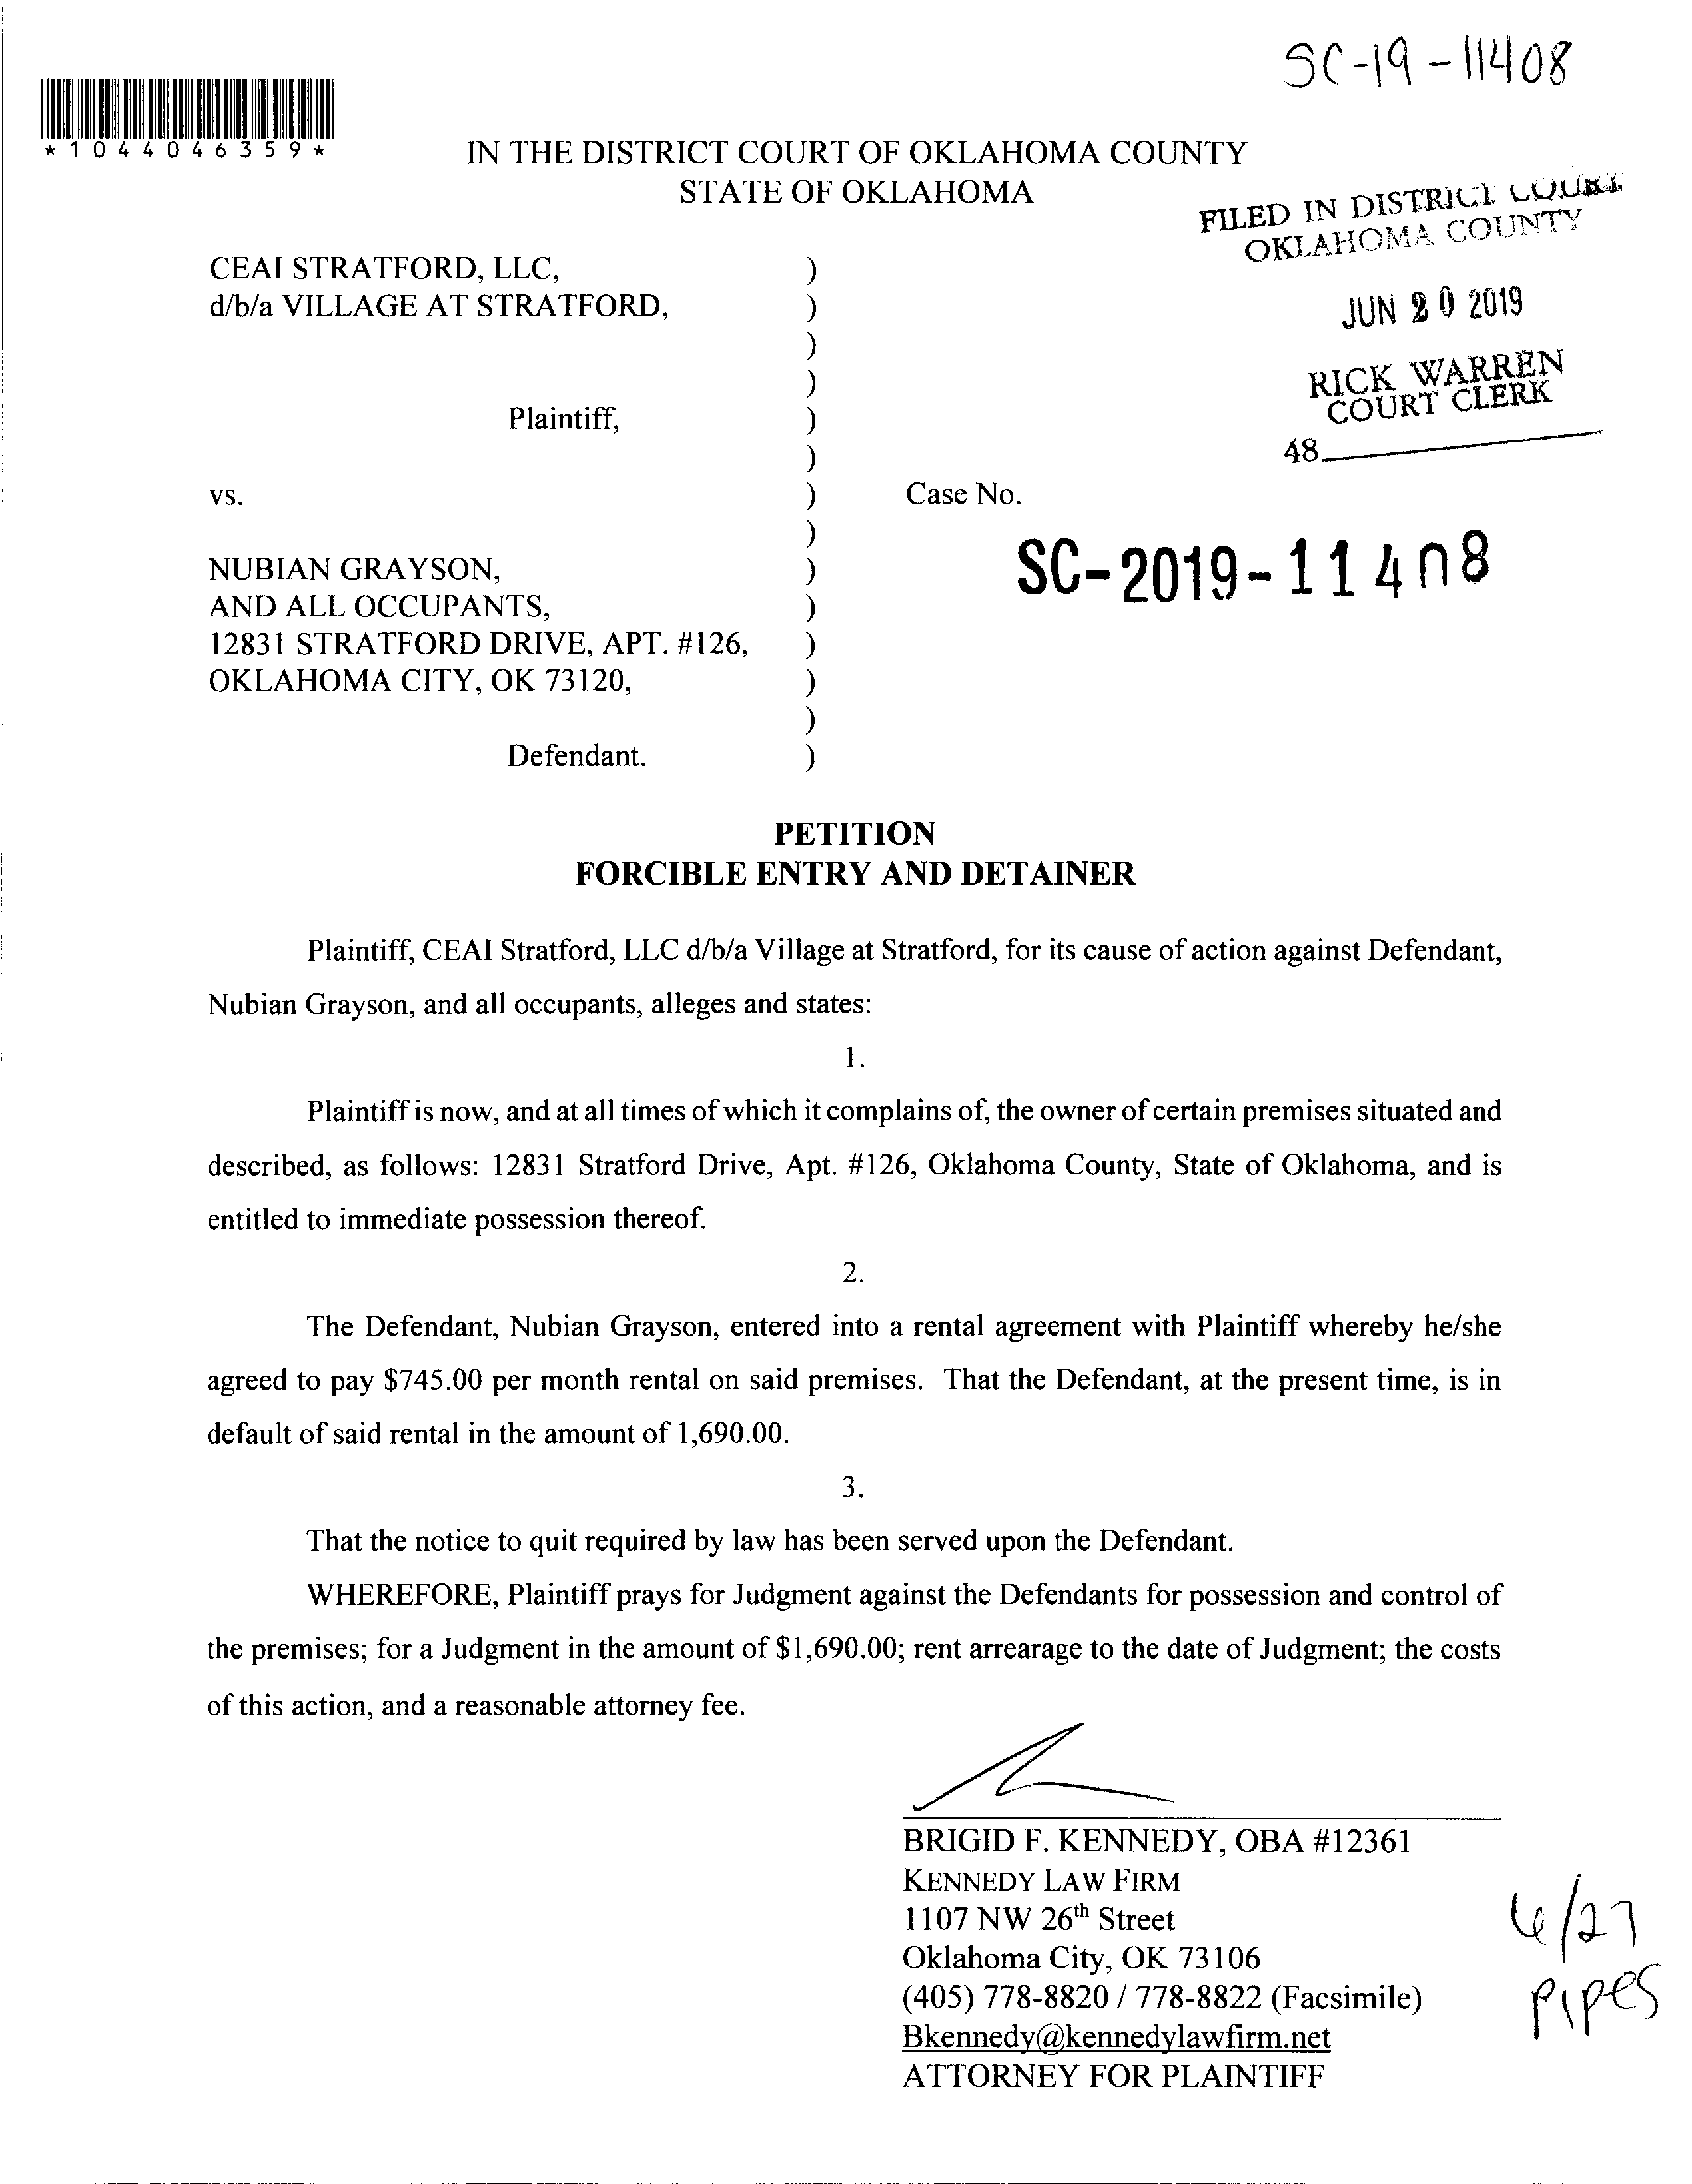 SC-19-11408
*1044046359*
IN THE DISTRICT COURT OF OKLAHOMA COUNTY
STATE OF OKLAHOMA
FILED IN DISTRICT COURT
OKLAHOMA COUNTY
JUN 20 2019
RICK WARREN
COURT CLERK
48
CEAI STRATFORD, LLC, )
d/b/a VILLAGE AT STRATFORD, )
)
)
Plaintiff, )
)
vs. ) Case No.
)
SC-2019-11408
NUBIAN GRAYSON, )
AND ALL OCCUPANTS, )
12831 STRATFORD DRIVE, APT. #126, )
OKLAHOMA CITY, OK 73120, )
)
Defendant. )
PETITION
FORCIBLE ENTRY AND DETAINER
Plaintiff, CEAI Stratford, LLC d/b/a Village at Stratford, for its cause of action against Defendant,
Nubian Grayson, and all occupants, alleges and states:
1.
Plaintiff is now, and at all times of which it complains of, the owner of certain premises situated and
described, as follows: 12831 Stratford Drive, Apt. #126, Oklahoma County, State of Oklahoma, and is
entitled to immediate possession thereof.
2.
The Defendant, Nubian Grayson, entered into a rental agreement with Plaintiff whereby he/she
agreed to pay $745.00 per month rental on said premises. That the Defendant, at the present time, is in
default of said rental in the amount of 1,690.00.
3.
That the notice to quit required by law has been served upon the Defendant.
WHEREFORE, Plaintiff prays for Judgment against the Defendants for possession and control of
the premises; for a Judgment in the amount of $1,690.00; rent arrearage to the date of Judgment; the costs
of this action, and a reasonable attorney fee.
BRIGID F. KENNEDY, OBA #12361
KENNEDY LAW FIRM
1107 NW 26th Street
Oklahoma City, OK 73106
(405) 778-8820 / 778-8822 (Facsimile)
Bkennedy@kennedylawfirm.net
ATTORNEY FOR PLAINTIFF
6/27
Pipes